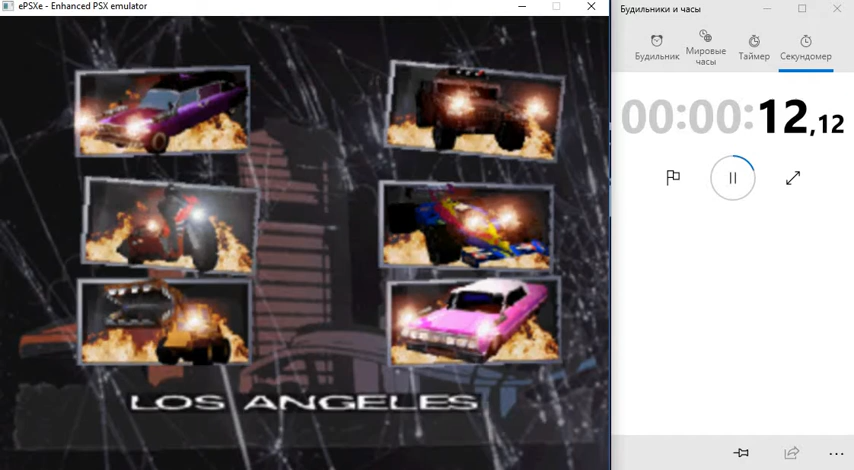 ePSXe - Enhanced PSX emulator
Будильники и часы
Будильник
Мировые часы
Таймер
Секундомер
00:00:12,12
LOS ANGELES